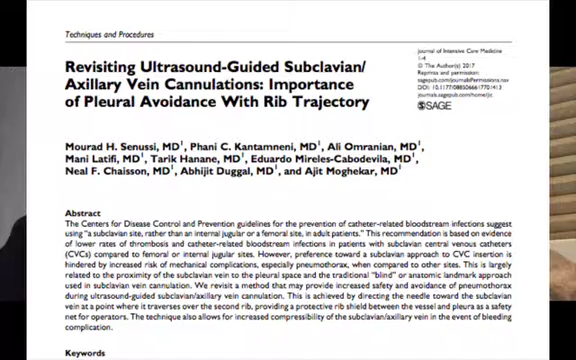 Techniques and Procedures
Journal of Intensive Care Medicine
1-4
© The Author(s) 2017
Reprints and permission:
sagepub.com/journalsPermissions.nav
DOI: 10.1177/0885066617701413
journals.sagepub.com/home/jic
SAGE
Revisiting Ultrasound-Guided Subclavian/
Axillary Vein Cannulations: Importance
of Pleural Avoidance With Rib Trajectory
Mourad H. Senussi, MD1, Phani C. Kantamneni, MD1, Ali Omranian, MD1,
Mani Latifi, MD1, Tarik Hanane, MD1, Eduardo Mireles-Cabodevila, MD1,
Neal F. Chaisson, MD1, Abhijit Duggal, MD1, and Ajit Moghekar, MD1
Abstract
The Centers for Disease Control and Prevention guidelines for the prevention of catheter-related bloodstream infections suggest
using "a subclavian site, rather than an internal jugular or a femoral site, in adult patients." This recommendation is based on evidence
of lower rates of thrombosis and catheter-related bloodstream infections in patients with subclavian central venous catheters
(CVCs) compared to femoral or internal jugular sites. However, preference toward a subclavian approach to CVC insertion is
hindered by increased risk of mechanical complications, especially pneumothorax, when compared to other sites. This is largely
related to the proximity of the subclavian vein to the pleural space and the traditional "blind" or anatomic landmark approach
used in subclavian vein cannulation. We revisit a method that may provide increased safety and avoidance of pneumothorax
during ultrasound-guided subclavian/axillary vein cannulation. This is achieved by directing the needle toward the subclavian
vein at a point where it traverses over the second rib, providing a protective rib shield between the vessel and pleura as a safety
net for operators. The technique also allows for increased compressibility of the subclavian/axillary vein in the event of bleeding
complication.
Keywords